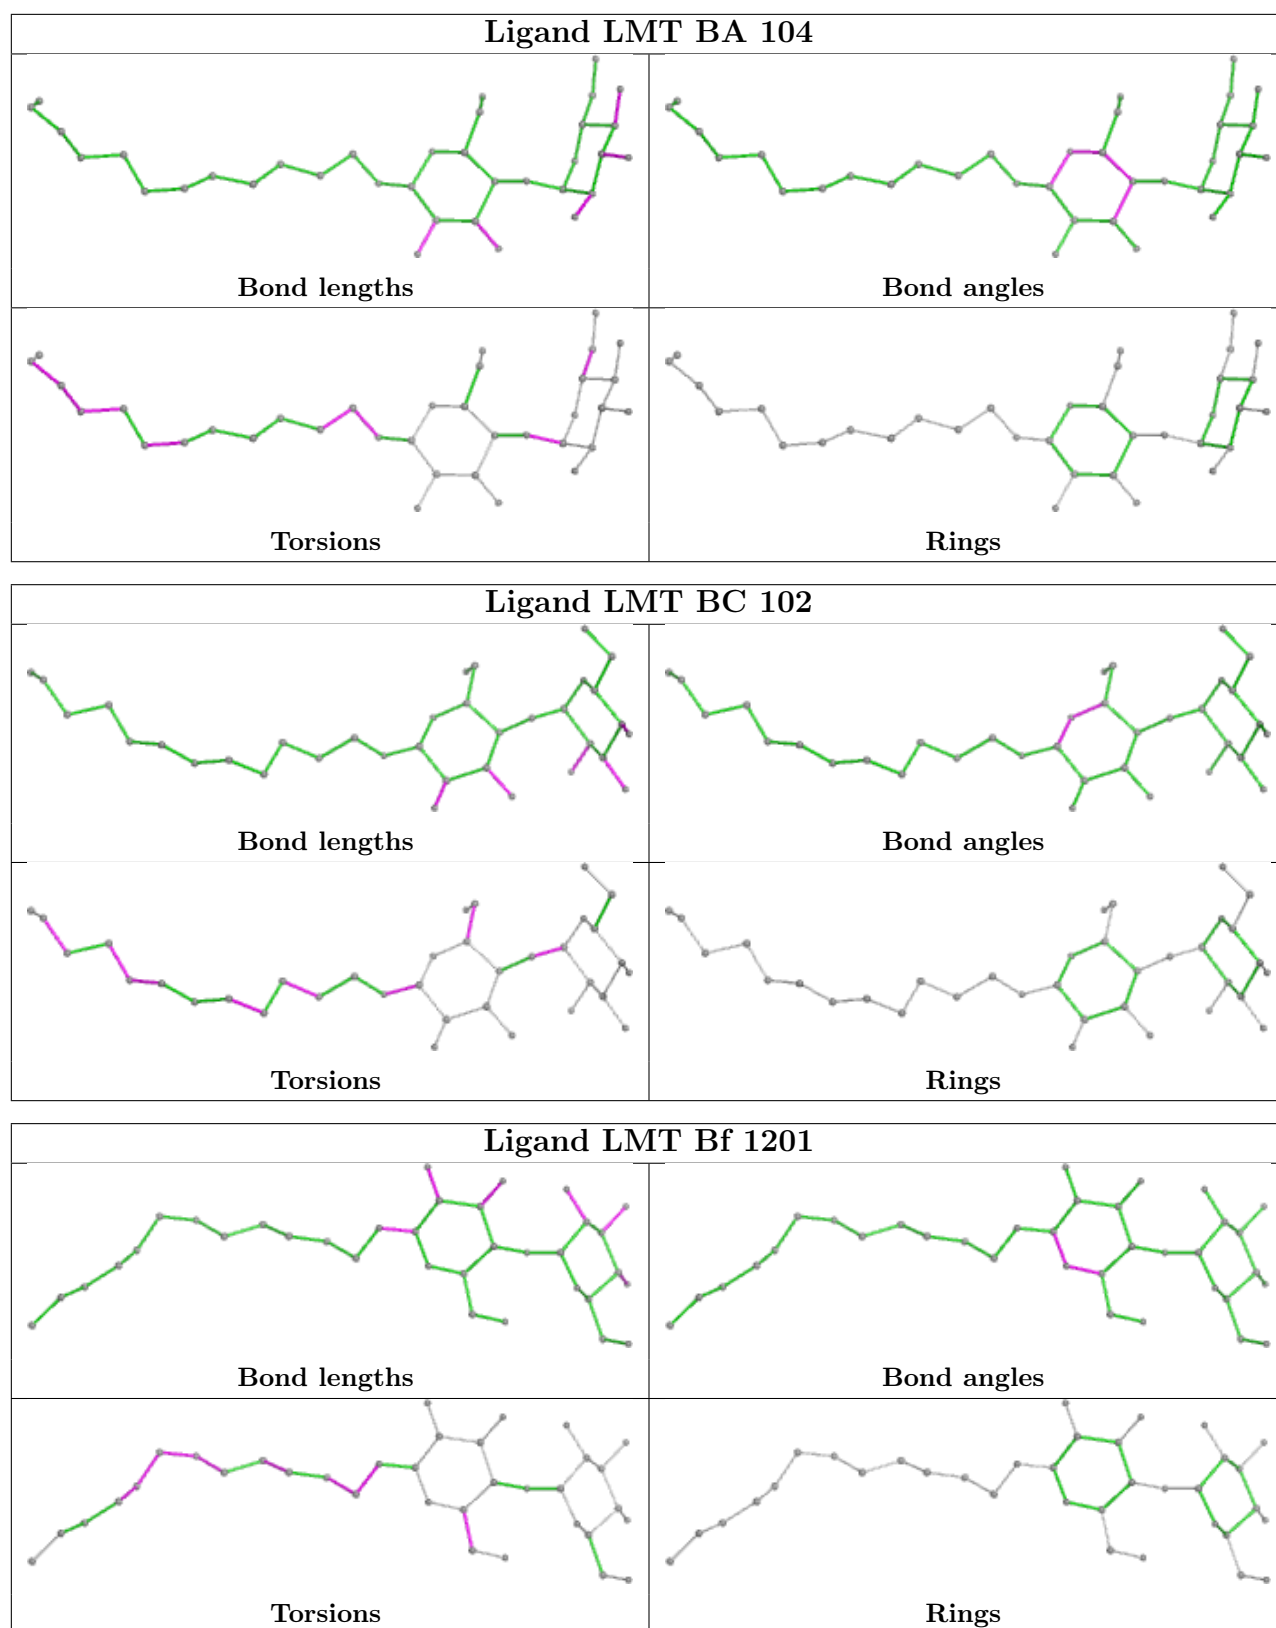 Ligand LMT BA 104
Bond lengths
Bond angles
Torsions
Rings
Ligand LMT BC 102
Bond lengths
Bond angles
Torsions
Rings
Ligand LMT Bf 1201
Bond lengths
Bond angles
Torsions
Rings